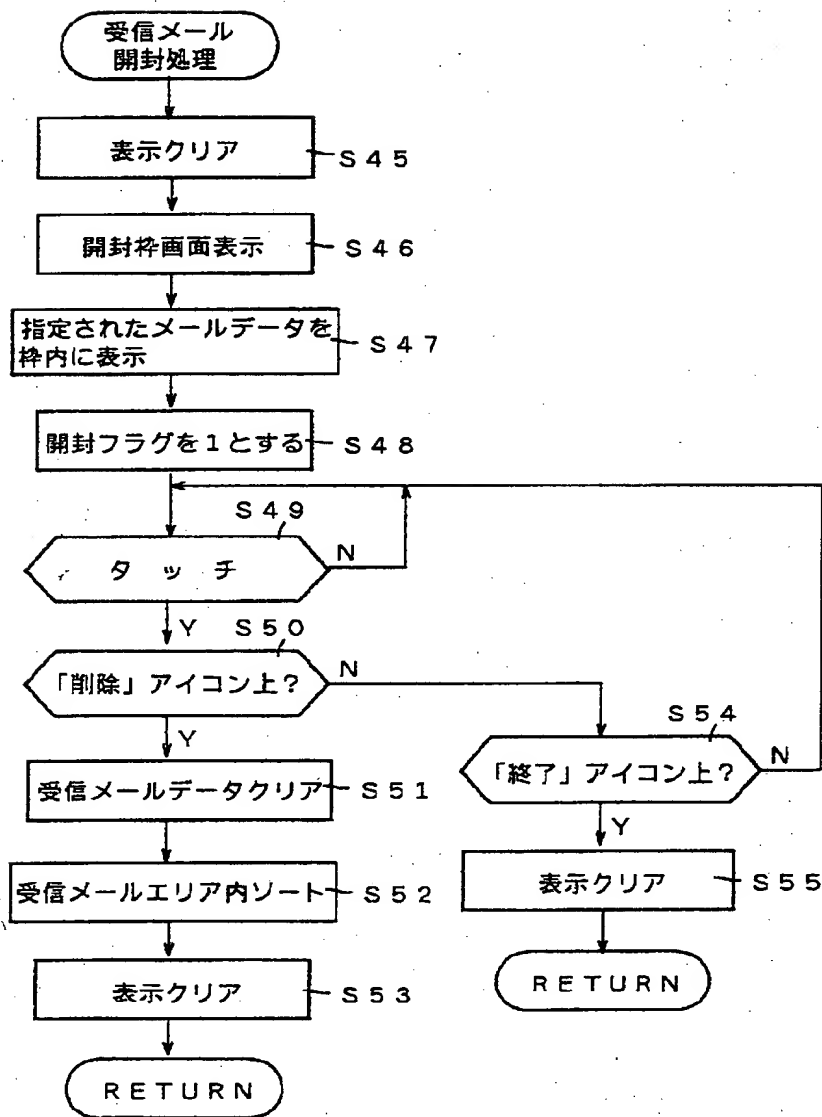 受信メール
開封処理
表示クリア
S45
開封枠画面表示
S46
指定されたメールデータを
枠内に表示
S47
開封フラグを1とする
S48
S49
タッチ
N
Y
S50
「削除」アイコン上?
N
Y
S54
「終了」アイコン上?
N
Y
受信メールデータクリア
S51
受信メールエリア内ソート
S52
表示クリア
S55
表示クリア
S53
RETURN
RETURN